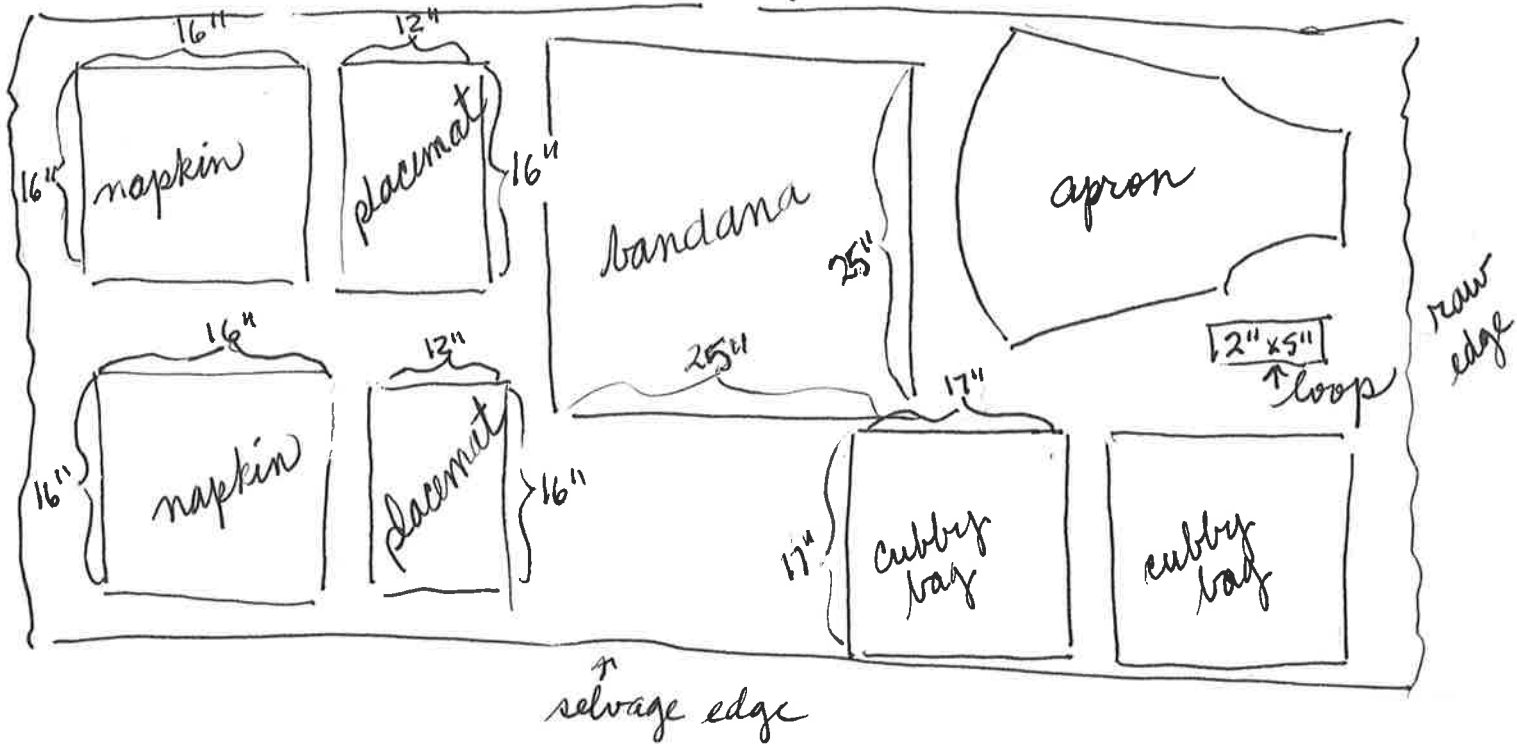 16"
12"
16"
napkin
placemat
16"
bandana
25"
25"
apron
2" x 5"
loop
raw
edge
16"
12"
16"
napkin
placemat
16"
17"
17"
cubby
bag
cubby
bag
selvage edge